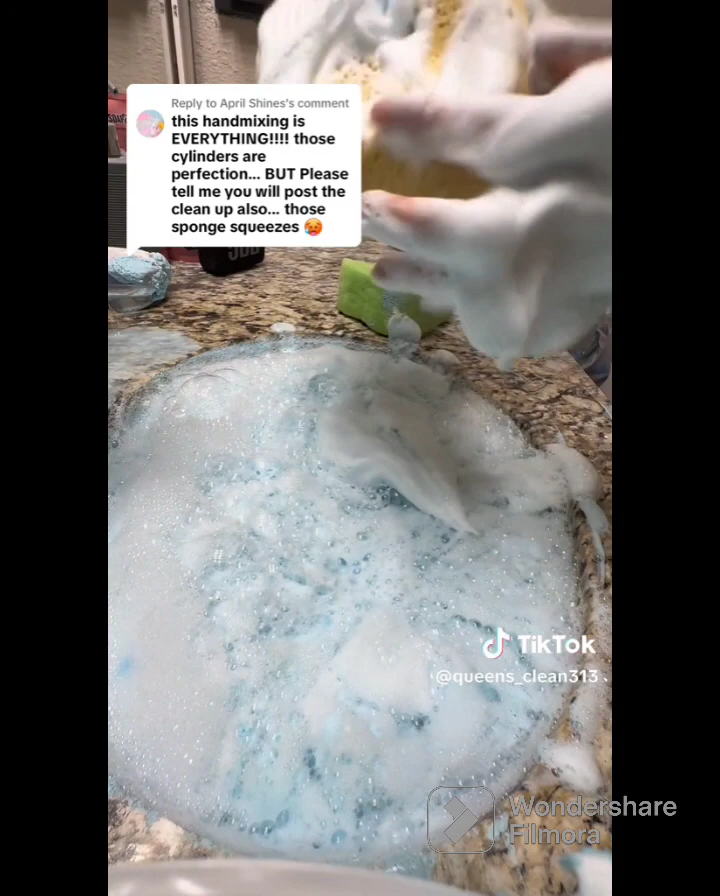 Reply to April Shines's comment
this handmixing is
EVERYTHING!!!! those
cylinders are
perfection... BUT Please
tell me you will post the
clean up also... those
sponge squeezes 🥵
TikTok
@queens_clean313
Wondershare
Filmora